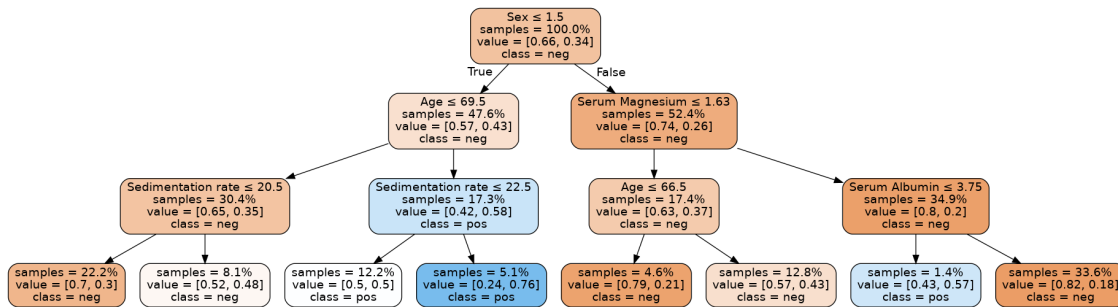 Sex ≤ 1.5
samples = 100.0%
value = [0.66, 0.34]
class = neg
True
False
Age ≤ 69.5
samples = 47.6%
value = [0.57, 0.43]
class = neg
Serum Magnesium ≤ 1.63
samples = 52.4%
value = [0.74, 0.26]
class = neg
Sedimentation rate ≤ 20.5
samples = 30.4%
value = [0.65, 0.35]
class = neg
Sedimentation rate ≤ 22.5
samples = 17.3%
value = [0.42, 0.58]
class = pos
Age ≤ 66.5
samples = 17.4%
value = [0.63, 0.37]
class = neg
Serum Albumin ≤ 3.75
samples = 34.9%
value = [0.8, 0.2]
class = neg
samples = 22.2%
value = [0.7, 0.3]
class = neg
samples = 8.1%
value = [0.52, 0.48]
class = neg
samples = 12.2%
value = [0.5, 0.5]
class = pos
samples = 5.1%
value = [0.24, 0.76]
class = pos
samples = 4.6%
value = [0.79, 0.21]
class = neg
samples = 12.8%
value = [0.57, 0.43]
class = neg
samples = 1.4%
value = [0.43, 0.57]
class = pos
samples = 33.6%
value = [0.82, 0.18]
class = neg